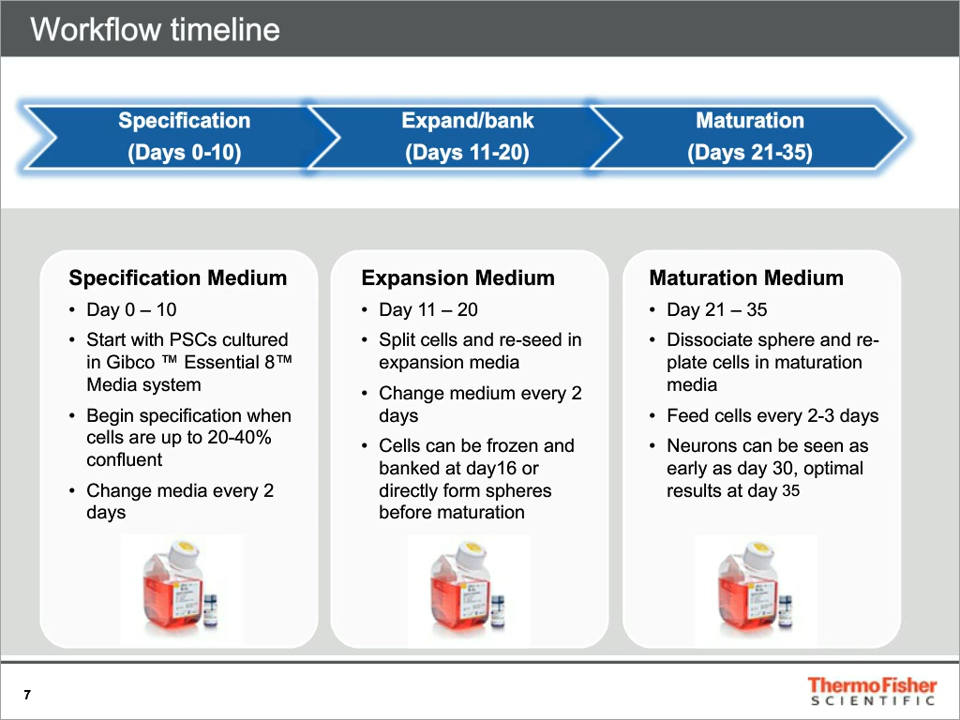 Workflow timeline
Specification
(Days 0-10)
Expand/bank
(Days 11-20)
Maturation
(Days 21-35)
Specification Medium
• Day 0 – 10
• Start with PSCs cultured
in Gibco ™ Essential 8™
Media system
• Begin specification when
cells are up to 20-40%
confluent
• Change media every 2
days
Expansion Medium
• Day 11 – 20
• Split cells and re-seed in
expansion media
• Change medium every 2
days
• Cells can be frozen and
banked at day16 or
directly form spheres
before maturation
Maturation Medium
• Day 21 – 35
• Dissociate sphere and re-
plate cells in maturation
media
• Feed cells every 2-3 days
• Neurons can be seen as
early as day 30, optimal
results at day 35
7
ThermoFisher
SCIENTIFIC